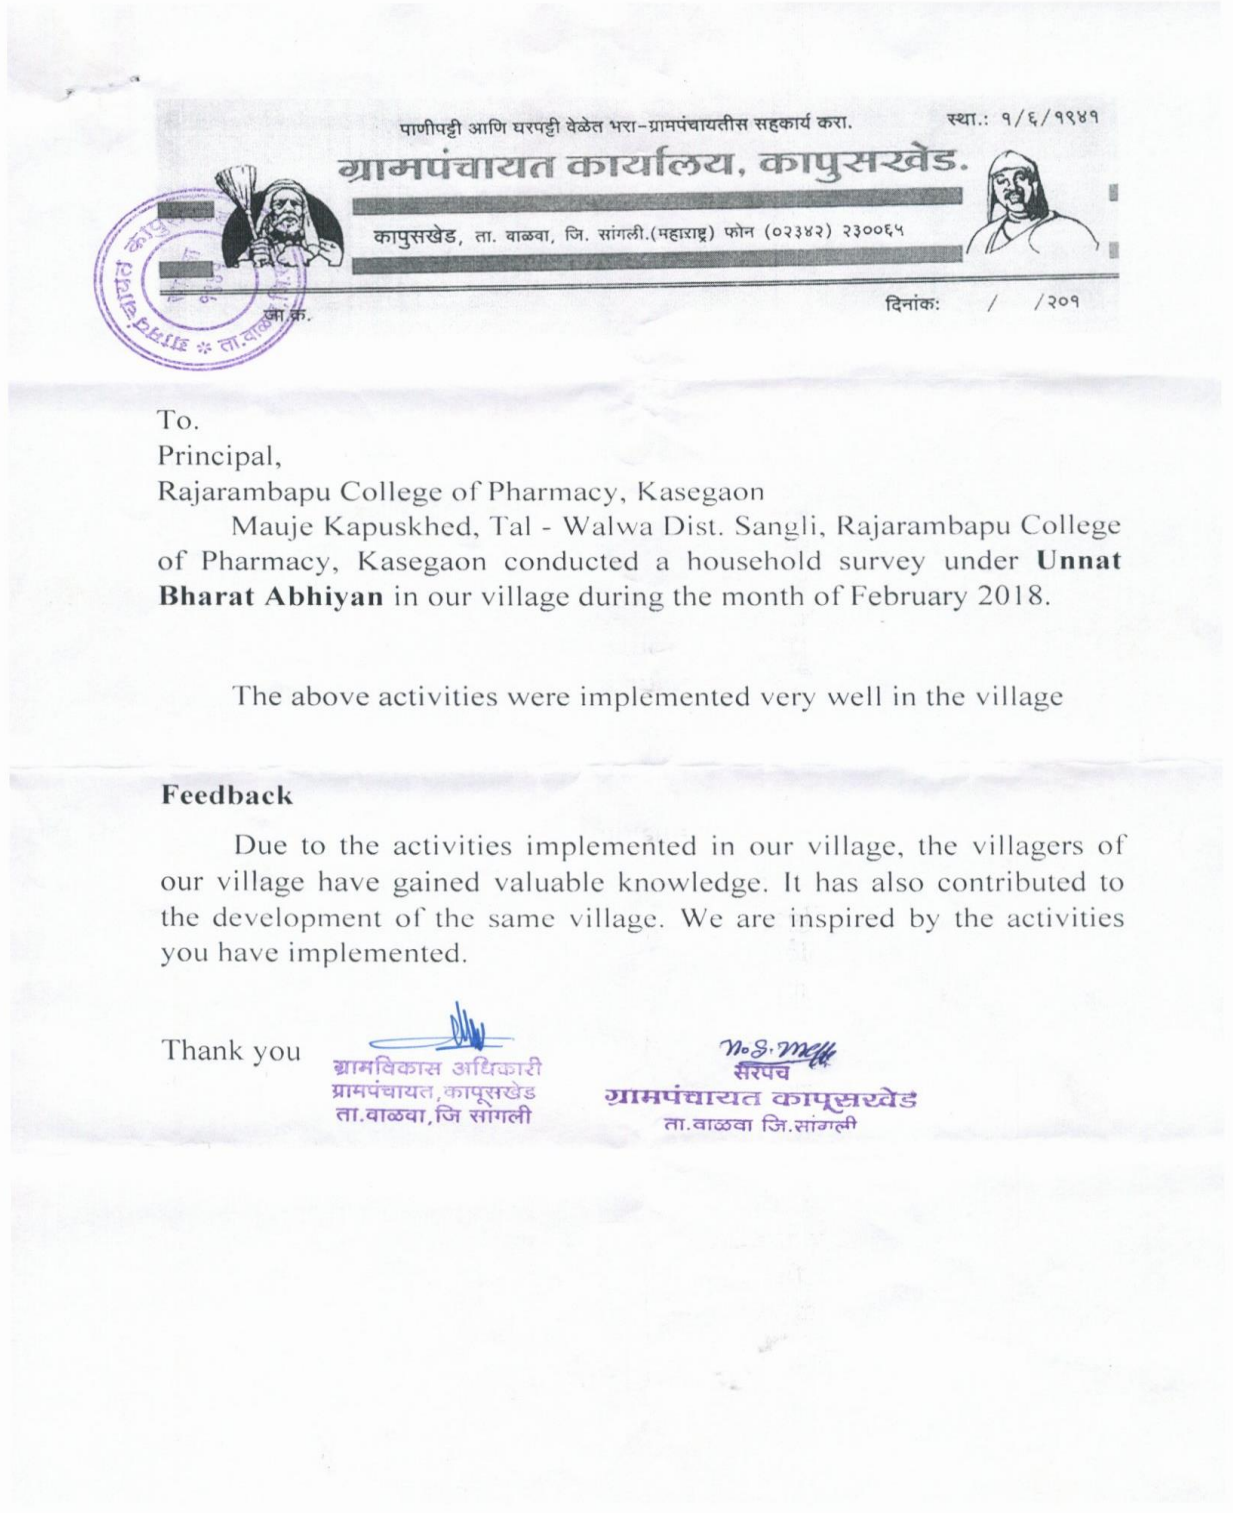 पाणीपट्टी आणि घरपट्टी वेळेत भरा-ग्रामपंचायतीस सहकार्य करा.
स्था.: १/६/१९४१
ग्रामपंचायत कार्यालय, कापुसखेड.
कापुसखेड, ता. वाळवा, जि. सांगली.(महाराष्ट्र) फोन (०२३४२) २३००६५
जा.क्र.
दिनांक: / /२०१
To.
Principal,
Rajarambapu College of Pharmacy, Kasegaon
Mauje Kapuskhed, Tal - Walwa Dist. Sangli, Rajarambapu College
of Pharmacy, Kasegaon conducted a household survey under Unnat
Bharat Abhiyan in our village during the month of February 2018.
The above activities were implemented very well in the village
Feedback
Due to the activities implemented in our village, the villagers of
our village have gained valuable knowledge. It has also contributed to
the development of the same village. We are inspired by the activities
you have implemented.
Thank you
ग्रामविकास अधिकारी
ग्रामपंचायत,कापूसखेड
ता.वाळवा,जि सांगली
सरपंच
ग्रामपंचायत कापूसखेड
ता.वाळवा जि.सांगली